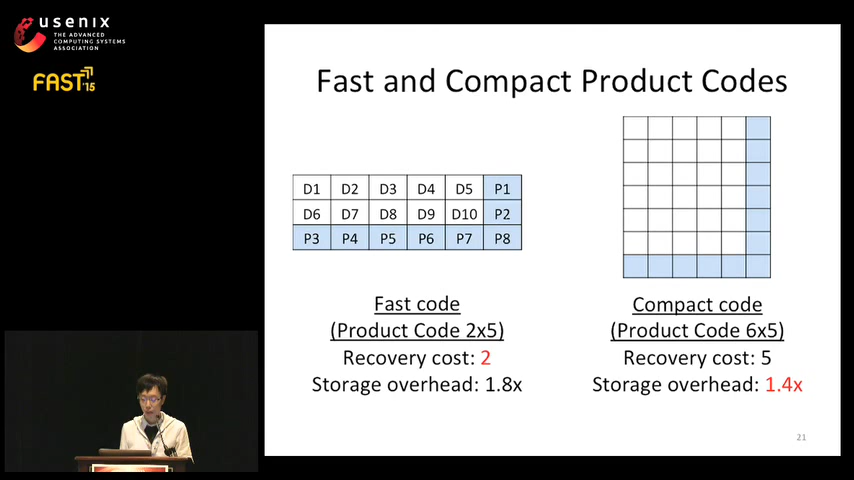 usenix
THE ADVANCED
COMPUTING SYSTEMS
ASSOCIATION
FAST'15
Fast and Compact Product Codes
D1 D2 D3 D4 D5 P1
D6 D7 D8 D9 D10 P2
P3 P4 P5 P6 P7 P8
Fast code
(Product Code 2x5)
Recovery cost: 2
Storage overhead: 1.8x
Compact code
(Product Code 6x5)
Recovery cost: 5
Storage overhead: 1.4x
21